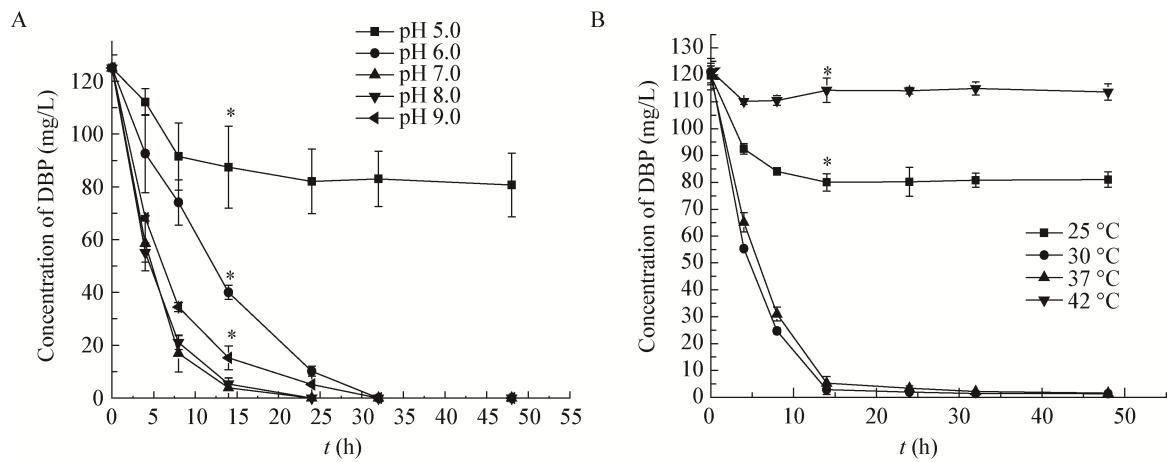 A
pH 5.0
pH 6.0
pH 7.0
pH 8.0
pH 9.0
120
100
80
60
40
20
0
Concentration of DBP (mg/L)
*
*
*
0 5 10 15 20 25 30 35 40 45 50 55
t (h)
B
130
120
110
100
90
80
70
60
50
40
30
20
10
0
Concentration of DBP (mg/L)
*
*
25 °C
30 °C
37 °C
42 °C
0 10 20 30 40 50
t (h)